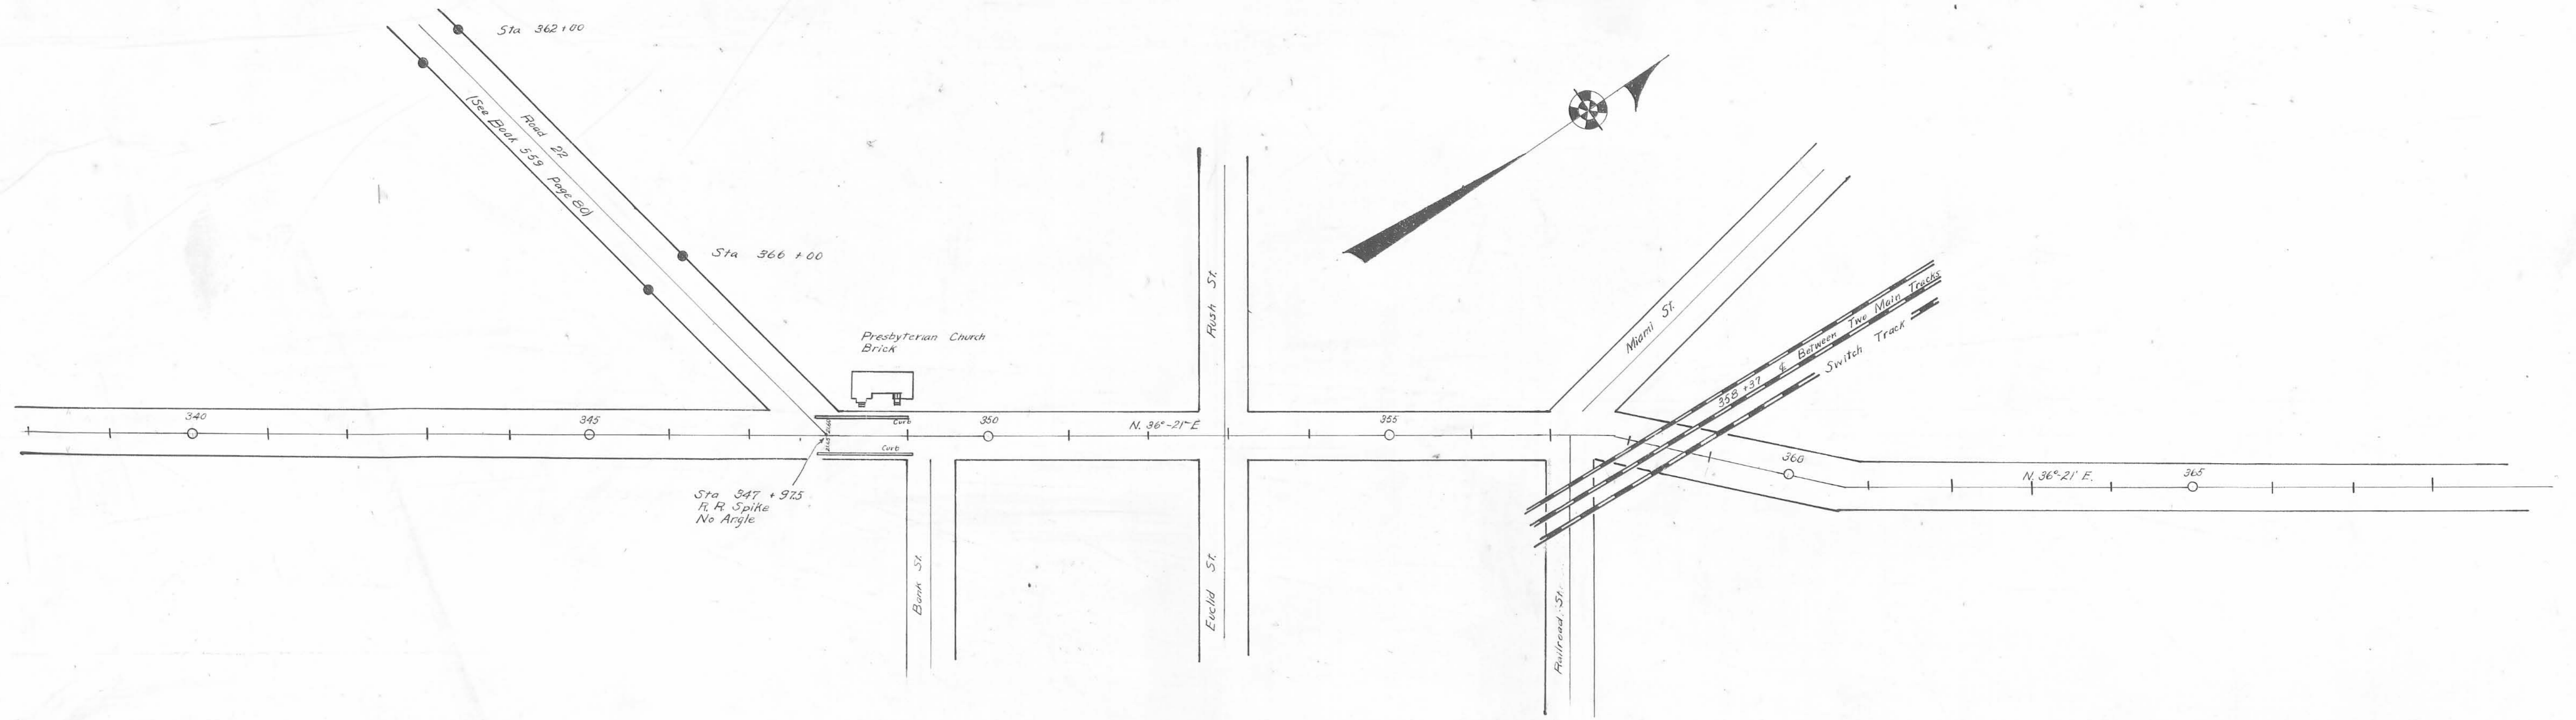 Sta 362+00
Road 22
(See Book 559 Page 80)
Sta 366 +00
Presbyterian Church
Brick
340
345
Curb
Curb
350
N. 36°-21' E
355
Sta 347 +97.5
R. R. Spike
No Angle
Bank St.
Rush St.
Euclid St.
Miami St.
358+37 ℄ Between Two Main Tracks
Switch Track
Railroad St.
360
N. 36°-21' E.
365